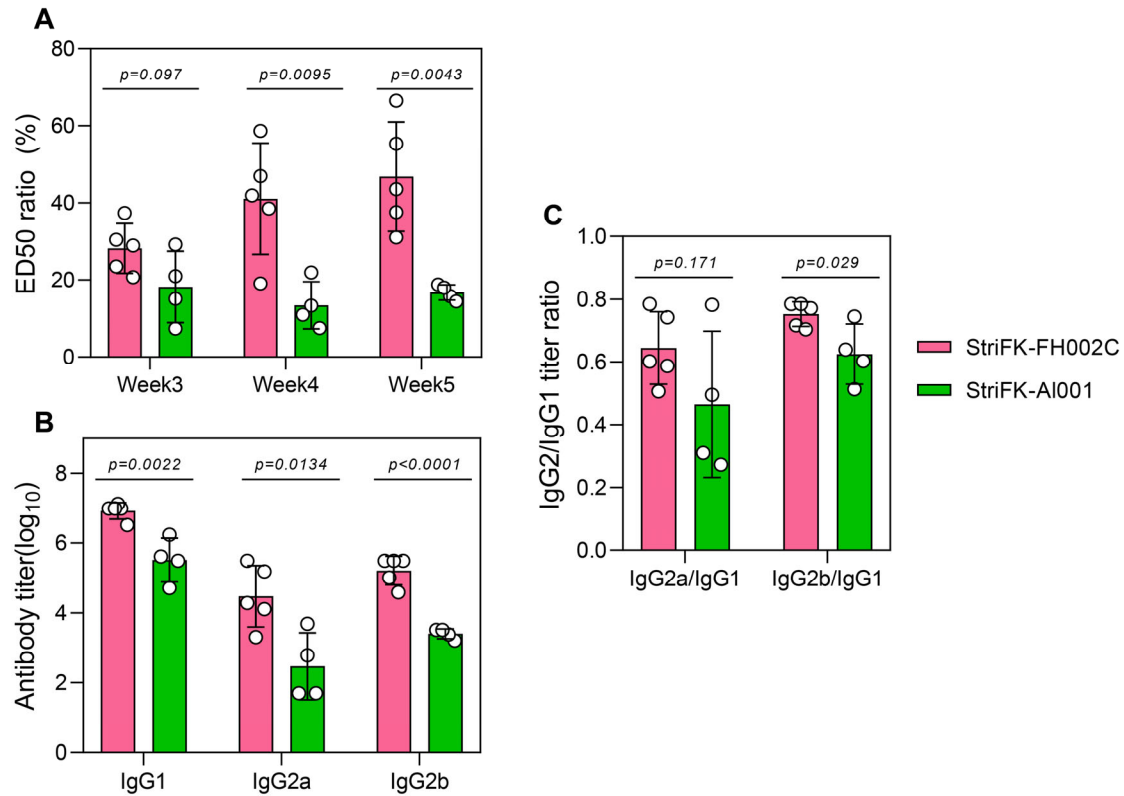 A
80
60
40
20
0
ED50 ratio (%)
p=0.097
p=0.0095
p=0.0043
Week3
Week4
Week5
B
8
6
4
2
0
Antibody titer(log₁₀)
p=0.0022
p=0.0134
p<0.0001
IgG1
IgG2a
IgG2b
C
1.0
0.8
0.6
0.4
0.2
0.0
IgG2/IgG1 titer ratio
p=0.171
p=0.029
IgG2a/IgG1
IgG2b/IgG1
StriFK-FH002C
StriFK-Al001